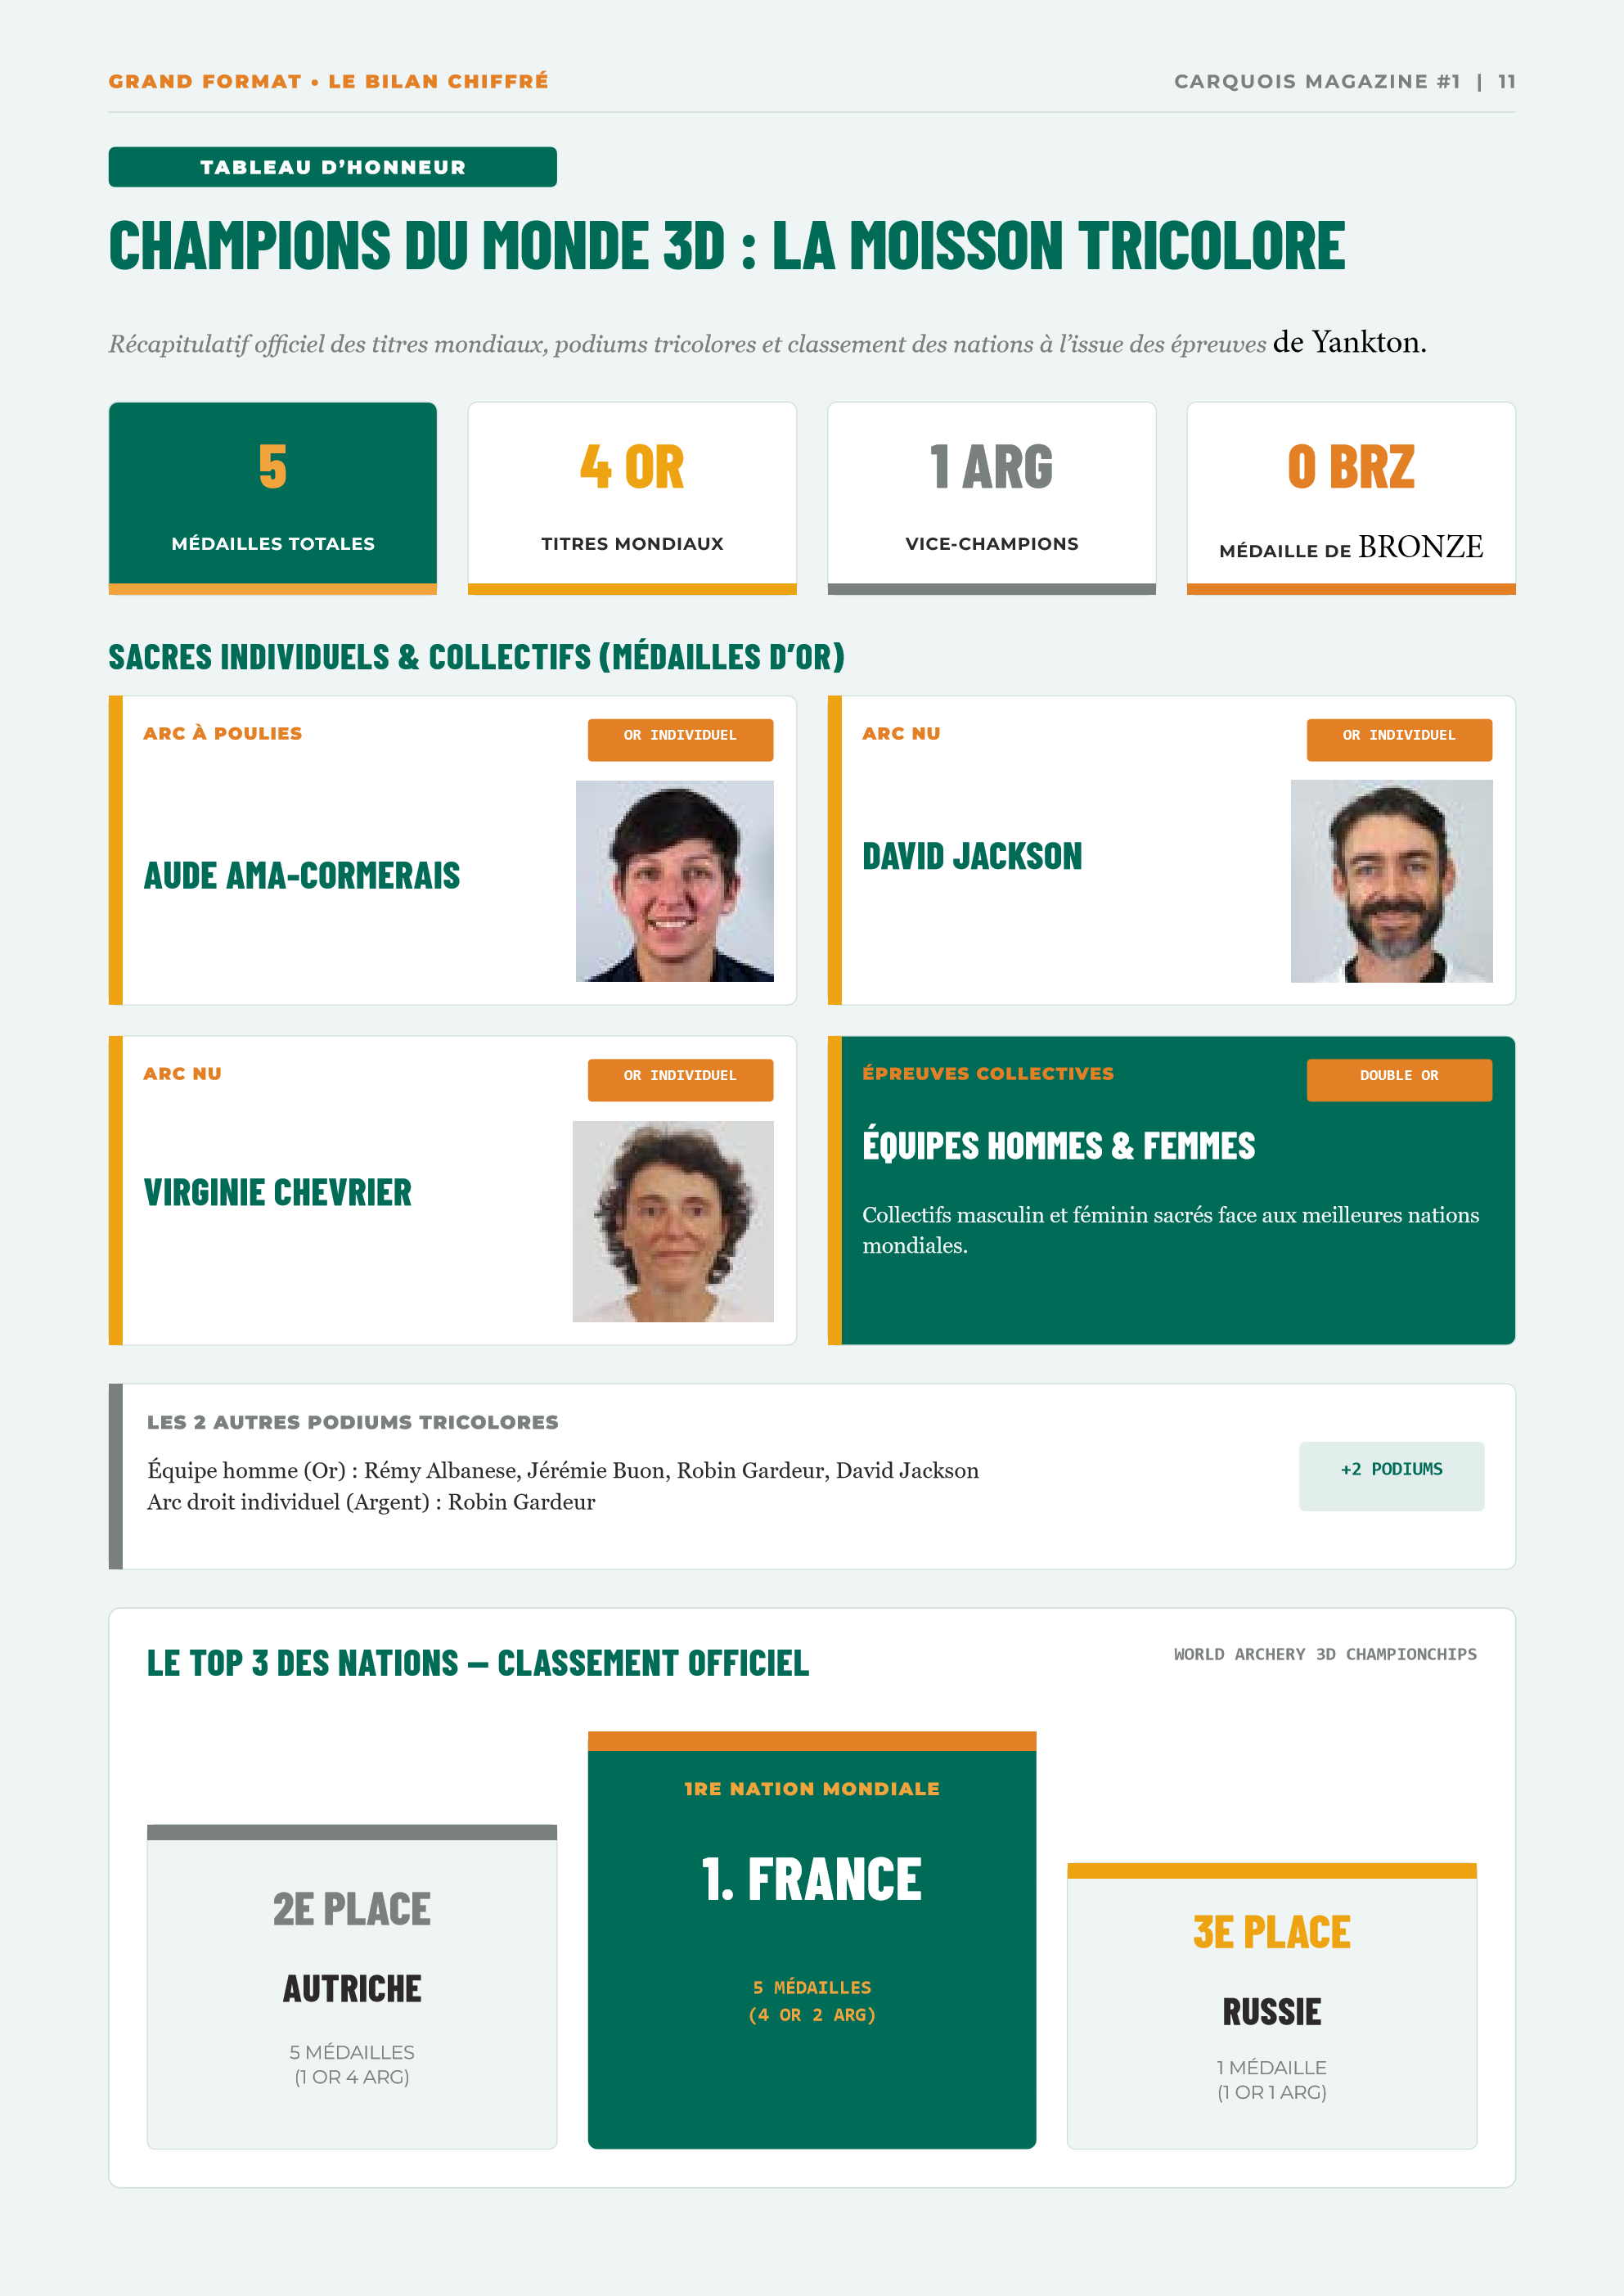 GRAND FORMAT • LE BILAN CHIFFRÉ
CARQUOIS MAGAZINE #1 | 11
TABLEAU D’HONNEUR
CHAMPIONS DU MONDE 3D : LA MOISSON TRICOLORE
Récapitulatif officiel des titres mondiaux, podiums tricolores et classement des nations à l’issue des épreuves de Yankton.
5
MÉDAILLES TOTALES
4 OR
TITRES MONDIAUX
1 ARG
VICE-CHAMPIONS
0 BRZ
MÉDAILLE DE BRONZE
SACRES INDIVIDUELS & COLLECTIFS (MÉDAILLES D’OR)
ARC À POULIES
OR INDIVIDUEL
AUDE AMA-CORMERAIS
ARC NU
OR INDIVIDUEL
DAVID JACKSON
ARC NU
OR INDIVIDUEL
VIRGINIE CHEVRIER
ÉPREUVES COLLECTIVES
DOUBLE OR
ÉQUIPES HOMMES & FEMMES
Collectifs masculin et féminin sacrés face aux meilleures nations
mondiales.
LES 2 AUTRES PODIUMS TRICOLORES
Équipe homme (Or) : Rémy Albanese, Jérémie Buon, Robin Gardeur, David Jackson
Arc droit individuel (Argent) : Robin Gardeur
+2 PODIUMS
LE TOP 3 DES NATIONS – CLASSEMENT OFFICIEL
WORLD ARCHERY 3D CHAMPIONCHIPS
1RE NATION MONDIALE
1. FRANCE
5 MÉDAILLES
(4 OR 2 ARG)
2E PLACE
AUTRICHE
5 MÉDAILLES
(1 OR 4 ARG)
3E PLACE
RUSSIE
1 MÉDAILLE
(1 OR 1 ARG)